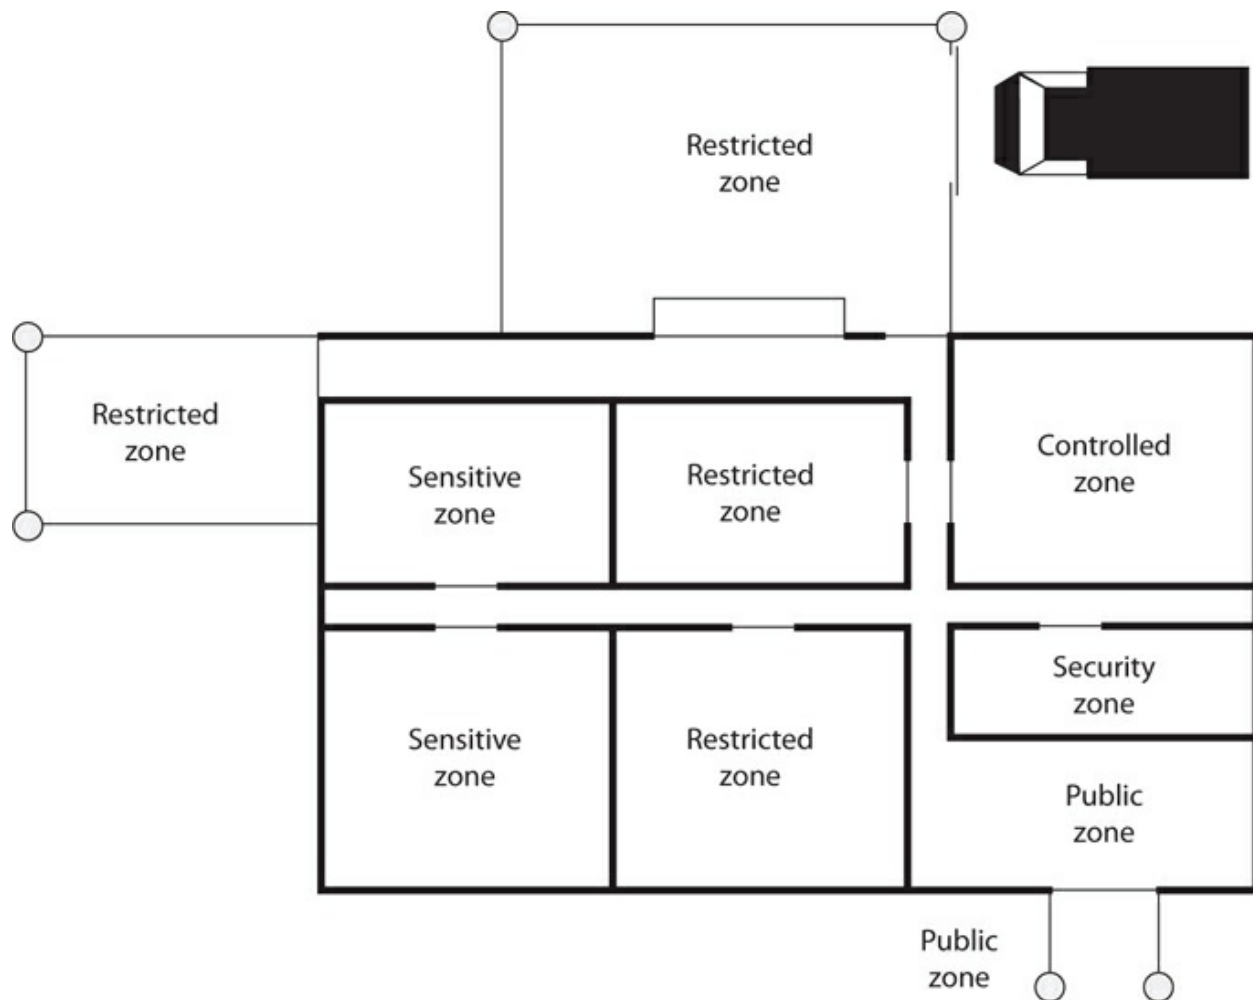 Restricted
zone
Restricted
zone
Sensitive
zone
Restricted
zone
Controlled
zone
Security
zone
Sensitive
zone
Restricted
zone
Public
zone
Public
zone